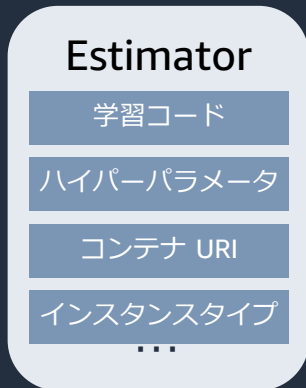 Estimator
学習コード
ハイパーパラメータ
コンテナ URI
インスタンスタイプ
...